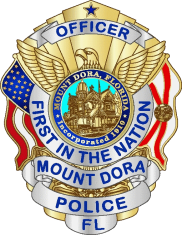 OFFICER
MOUNT DORA, FLORIDA
Incorporated 1910
FIRST IN THE NATION
MOUNT DORA
POLICE
FL